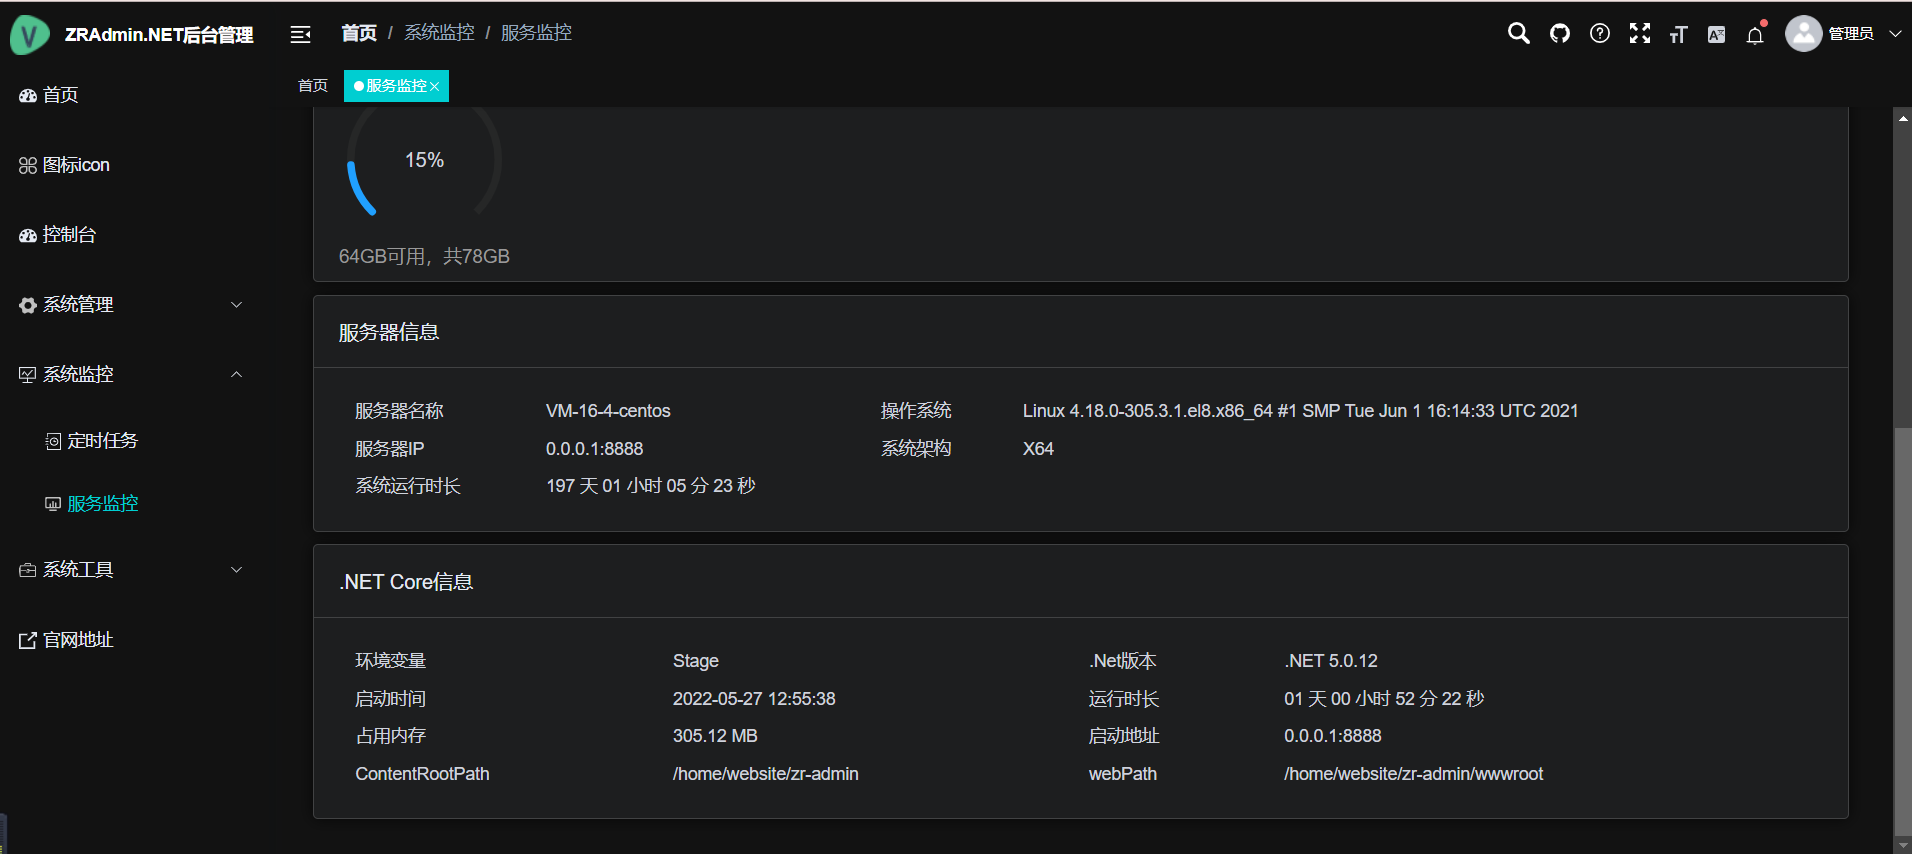 ZRAdmin.NET后台管理
首页 / 系统监控 / 服务监控
管理员
首页
图标icon
控制台
系统管理
系统监控
定时任务
服务监控
系统工具
官网地址
首页 服务监控
15%
64GB可用，共78GB
服务器信息
服务器名称 VM-16-4-centos 操作系统 Linux 4.18.0-305.3.1.el8.x86_64 #1 SMP Tue Jun 1 16:14:33 UTC 2021
服务器IP 0.0.0.1:8888 系统架构 X64
系统运行时长 197 天 01 小时 05 分 23 秒
.NET Core信息
环境变量 Stage .Net版本 .NET 5.0.12
启动时间 2022-05-27 12:55:38 运行时长 01 天 00 小时 52 分 22 秒
占用内存 305.12 MB 启动地址 0.0.0.1:8888
ContentRootPath /home/website/zr-admin webPath /home/website/zr-admin/wwwroot